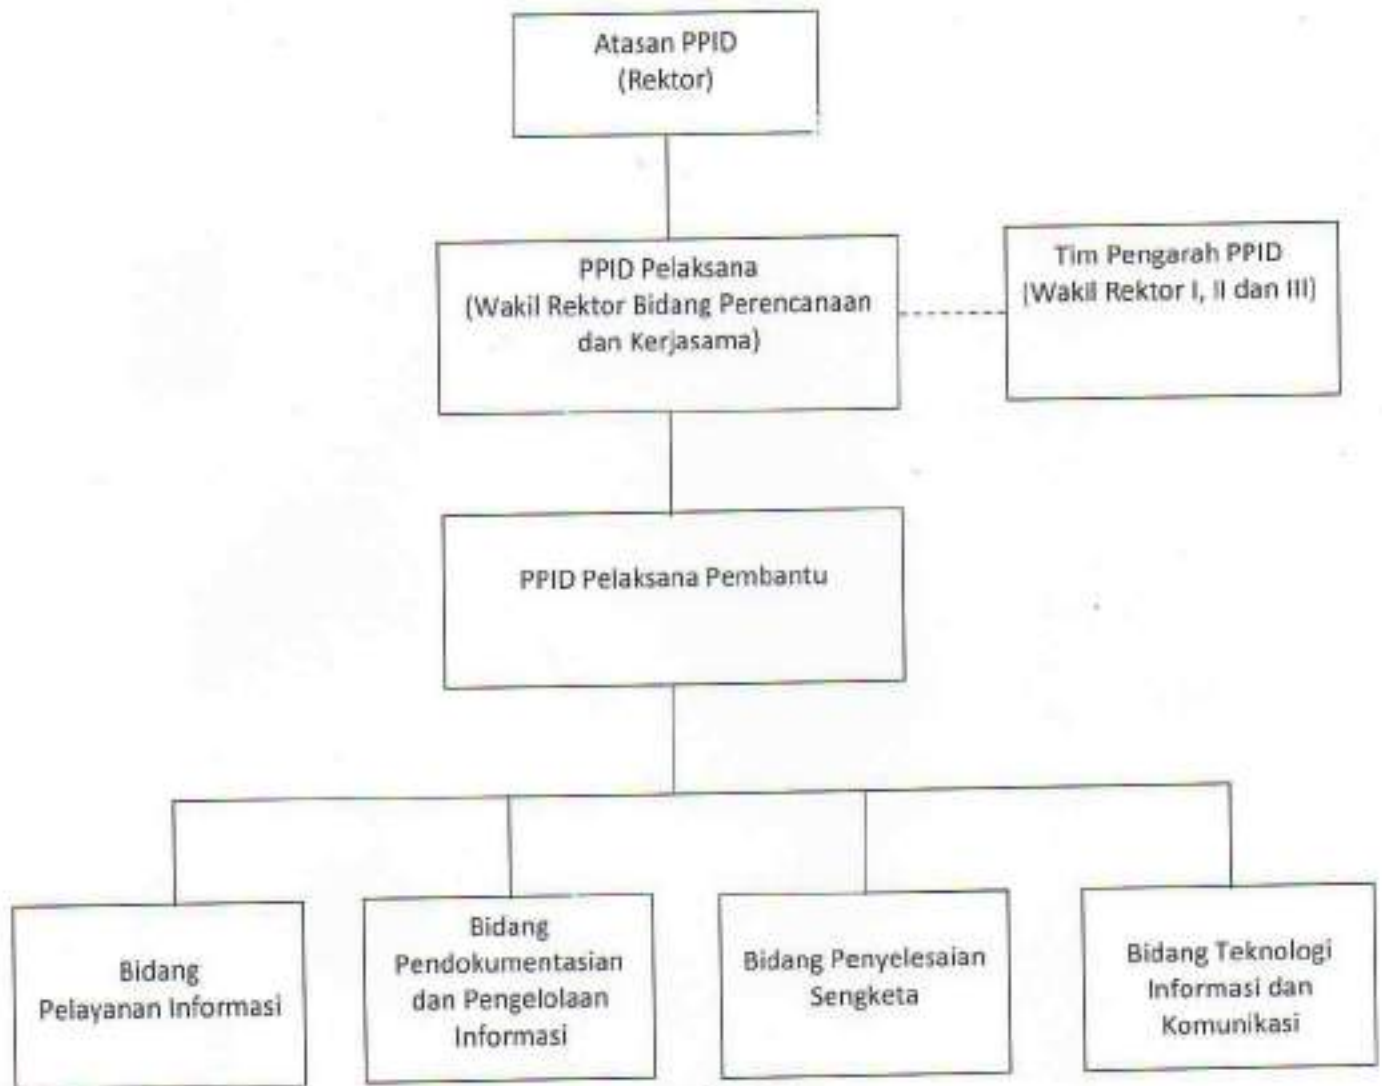 Atasan PPID
(Rektor)
PPID Pelaksana
(Wakil Rektor Bidang Perencanaan
dan Kerjasama)
Tim Pengarah PPID
(Wakil Rektor I, II dan III)
PPID Pelaksana Pembantu
Bidang
Pelayanan Informasi
Bidang
Pendokumentasian
dan Pengelolaan
Informasi
Bidang Penyelesaian
Sengketa
Bidang Teknologi
Informasi dan
Komunikasi